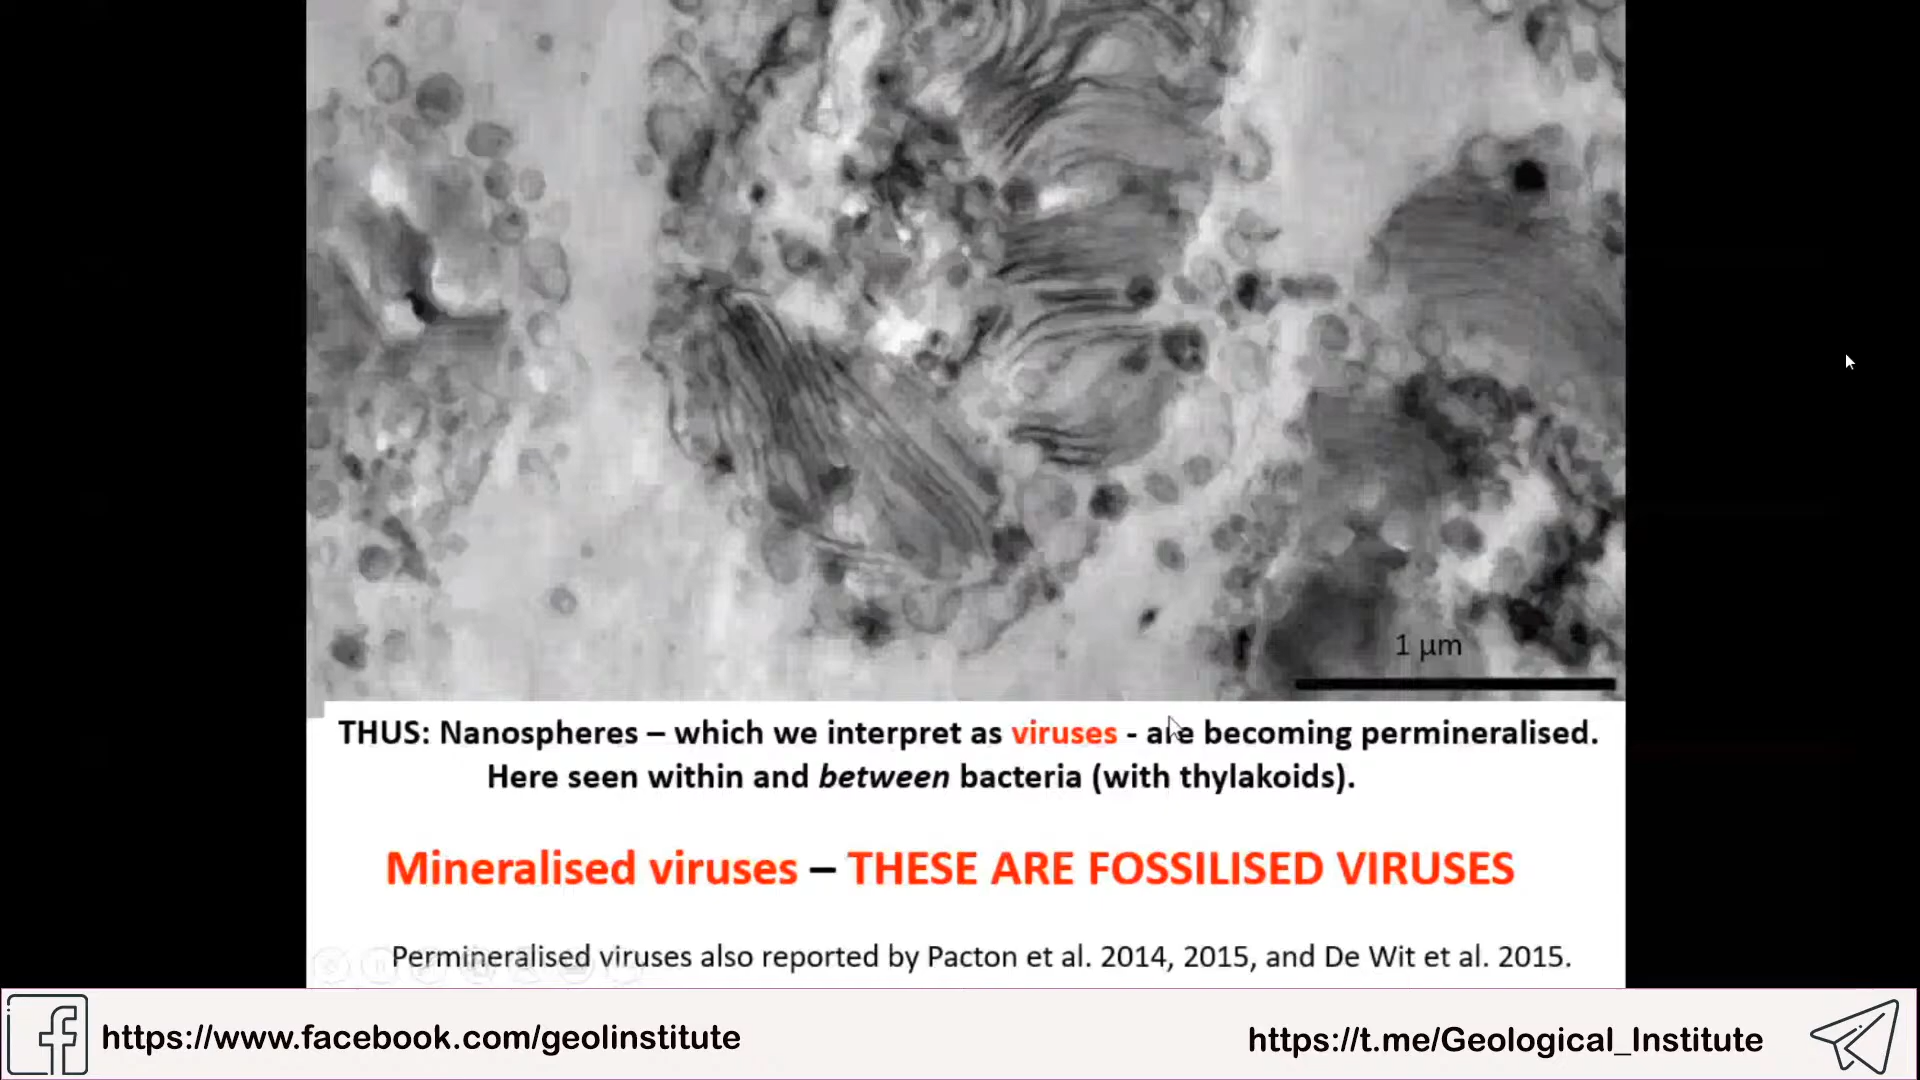 1 µm
THUS: Nanospheres – which we interpret as viruses - are becoming permineralised.
Here seen within and between bacteria (with thylakoids).
Mineralised viruses – THESE ARE FOSSILISED VIRUSES
Permineralised viruses also reported by Pacton et al. 2014, 2015, and De Wit et al. 2015.
https://www.facebook.com/geolinstitute
https://t.me/Geological_Institute